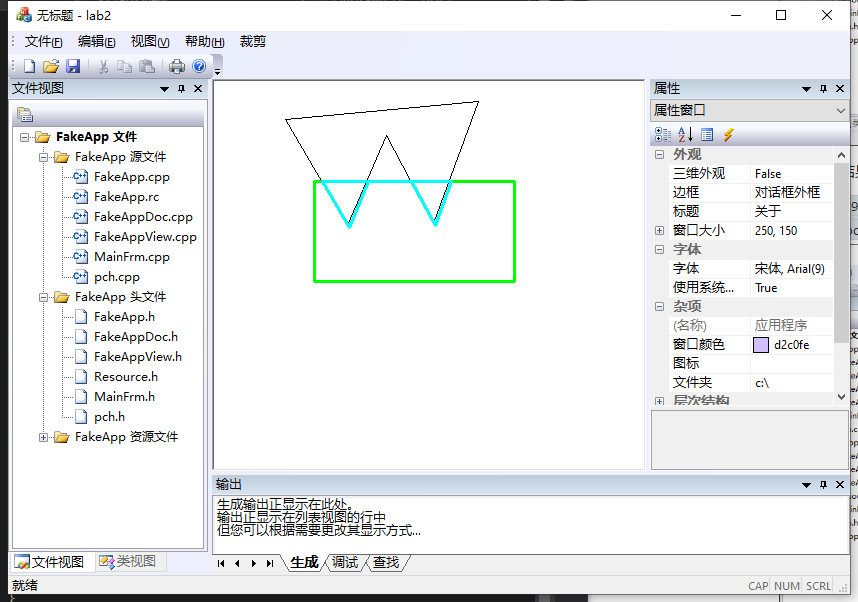 无标题 - lab2
文件(F) 编辑(E) 视图(V) 帮助(H) 裁剪
文件视图
FakeApp 文件
FakeApp 源文件
FakeApp.cpp
FakeApp.rc
FakeAppDoc.cpp
FakeAppView.cpp
MainFrm.cpp
pch.cpp
FakeApp 头文件
FakeApp.h
FakeAppDoc.h
FakeAppView.h
Resource.h
MainFrm.h
pch.h
FakeApp 资源文件
文件视图 类视图
属性
属性窗口
外观
三维外观 False
边框 对话框外框
标题 关于
窗口大小 250, 150
字体
字体 宋体, Arial(9)
使用系统... True
杂项
(名称) 应用程序
窗口颜色 d2c0fe
图标
文件夹 c:\
层次结构
输出
生成输出正显示在此处。
输出正显示在列表视图的行中
但您可以根据需要更改其显示方式...
生成 调试 查找
就绪 CAP NUM SCRL